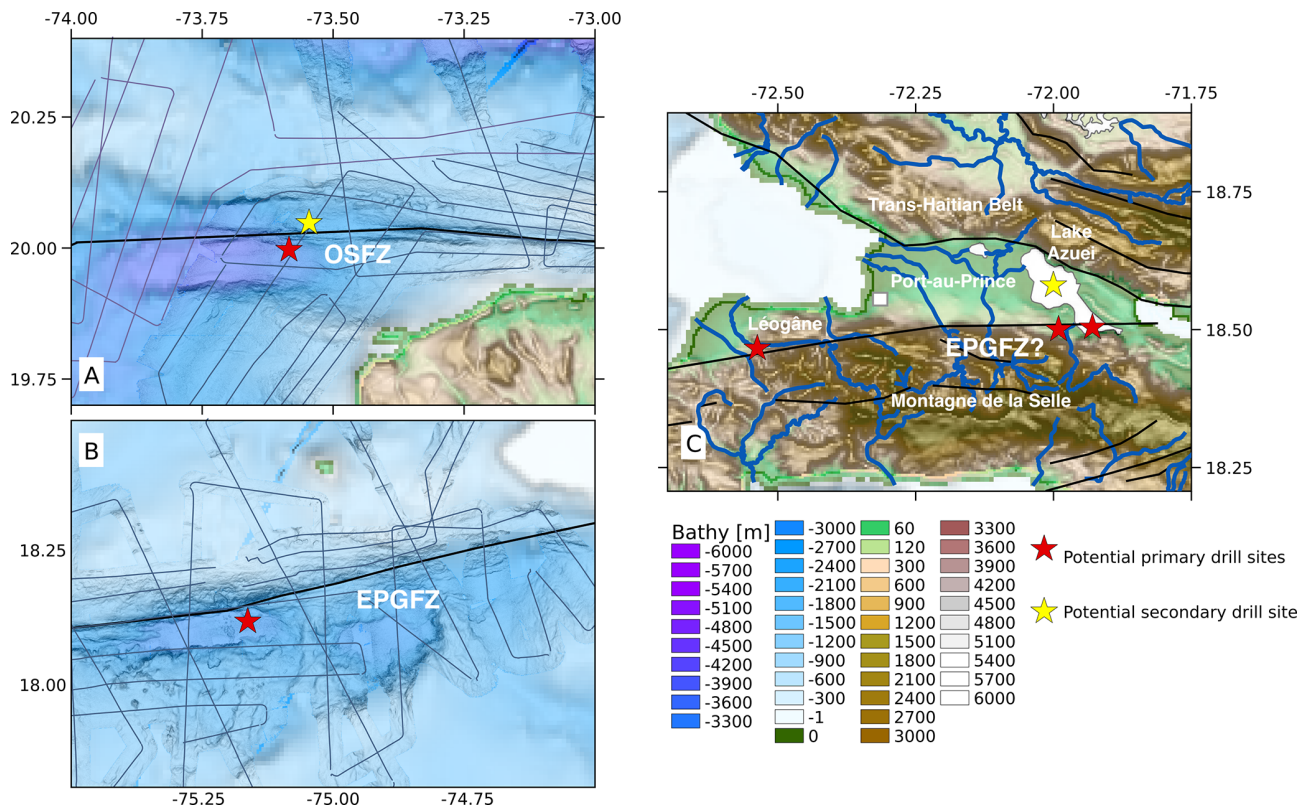 -74.00 -73.75 -73.50 -73.25 -73.00
20.25
20.00
19.75
OSFZ
A
B
18.25
18.00
EPGFZ
-75.25 -75.00 -74.75
-72.50 -72.25 -72.00 -71.75
18.75
18.50
18.25
Trans-Haitian Belt
Lake
Azuei
Port-au-Prince
Léogâne
EPGFZ?
Montagne de la Selle
C
Bathy [m]
-6000
-5700
-5400
-5100
-4800
-4500
-4200
-3900
-3600
-3300
-3000
-2700
-2400
-2100
-1800
-1500
-1200
-900
-600
-300
-1
0
60
120
300
600
900
1200
1500
1800
2100
2400
2700
3000
3300
3600
3900
4200
4500
4800
5100
5400
5700
6000
Potential primary drill sites
Potential secondary drill site